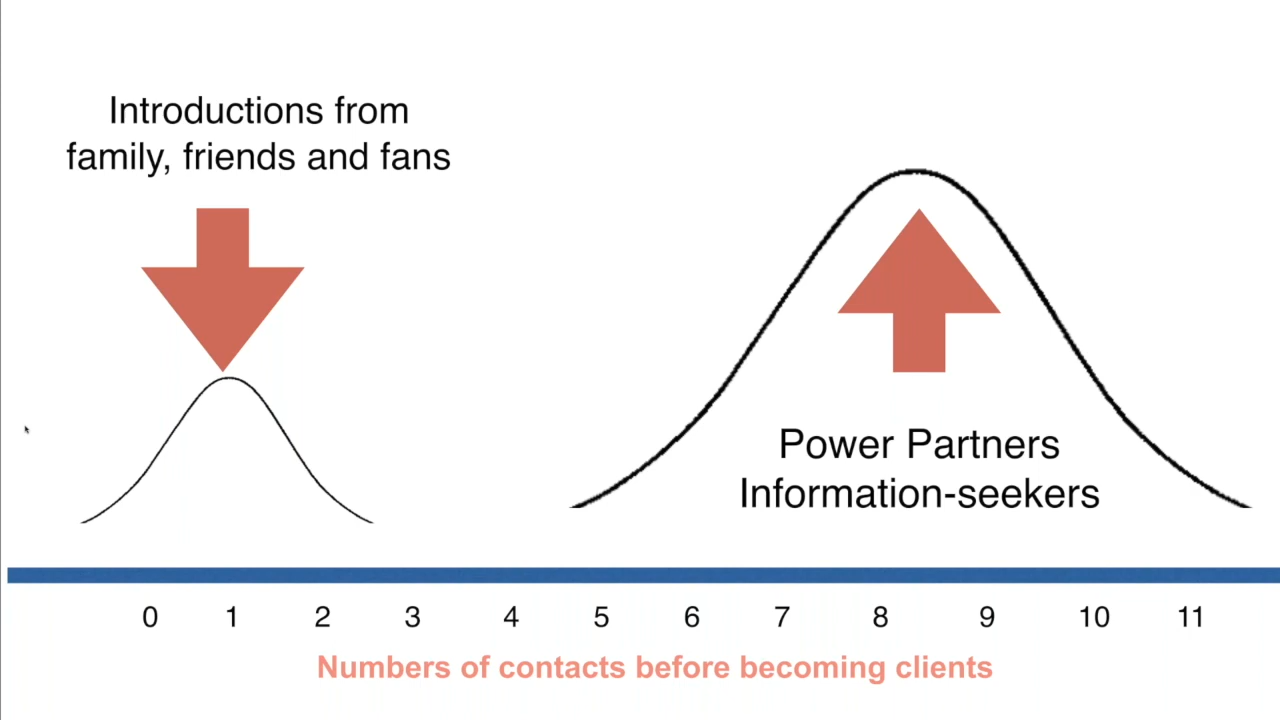 Introductions from
family, friends and fans
Power Partners
Information-seekers
0 1 2 3 4 5 6 7 8 9 10 11
Numbers of contacts before becoming clients